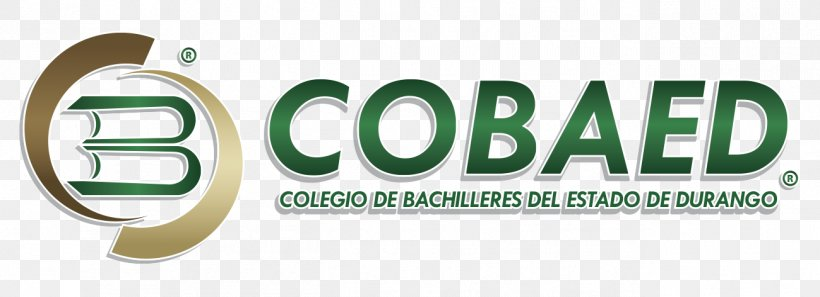 B ®
COBAED ®
COLEGIO DE BACHILLERES DEL ESTADO DE DURANGO